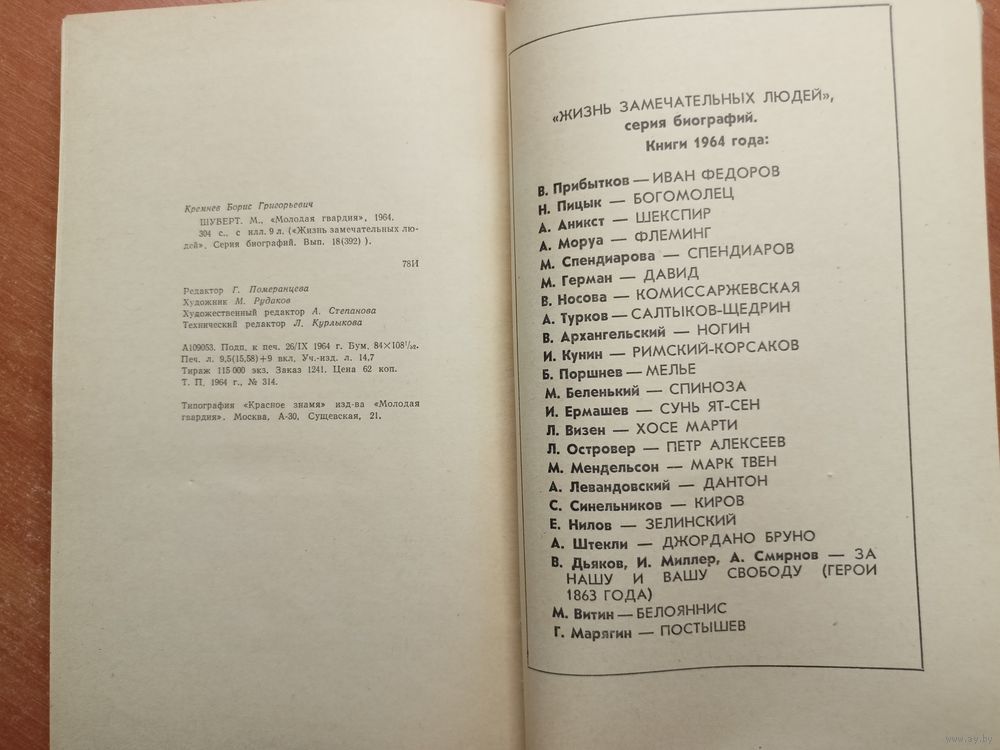 Кремнев Борис Григорьевич
ШУБЕРТ. М., «Молодая гвардия», 1964.
304 с., с илл. 9 л. («Жизнь замечательных лю-
дей». Серия биографий. Вып. 18(392) ).
78И
Редактор Г. Померанцева
Художник М. Рудаков
Художественный редактор А. Степанова
Технический редактор Л. Курлыкова
А109053. Подп. к печ. 26/IX 1964 г. Бум. 84×108¹/₃₂.
Печ. л. 9,5(15,58)+9 вкл. Уч.-изд. л. 14,7
Тираж 115 000 экз. Заказ 1241. Цена 62 коп.
Т. П. 1964 г., № 314.
Типография «Красное знамя» изд-ва «Молодая
гвардия». Москва, А-30, Сущевская, 21.
«ЖИЗНЬ ЗАМЕЧАТЕЛЬНЫХ ЛЮДЕЙ»,
серия биографий.
Книги 1964 года:
В. Прибытков — ИВАН ФЕДОРОВ
Н. Пицык — БОГОМОЛЕЦ
А. Аникст — ШЕКСПИР
А. Моруа — ФЛЕМИНГ
М. Спендиарова — СПЕНДИАРОВ
М. Герман — ДАВИД
В. Носова — КОМИССАРЖЕВСКАЯ
А. Турков — САЛТЫКОВ-ЩЕДРИН
В. Архангельский — НОГИН
И. Кунин — РИМСКИЙ-КОРСАКОВ
Б. Поршнев — МЕЛЬЕ
М. Беленький — СПИНОЗА
И. Ермашев — СУНЬ ЯТ-СЕН
Л. Визен — ХОСЕ МАРТИ
Л. Островер — ПЕТР АЛЕКСЕЕВ
М. Мендельсон — МАРК ТВЕН
А. Левандовский — ДАНТОН
С. Синельников — КИРОВ
Е. Нилов — ЗЕЛИНСКИЙ
А. Штекли — ДЖОРДАНО БРУНО
В. Дьяков, И. Миллер, А. Смирнов — ЗА
НАШУ И ВАШУ СВОБОДУ (ГЕРОИ
1863 ГОДА)
М. Витин — БЕЛОЯННИС
Г. Марягин — ПОСТЫШЕВ
www.ay.by